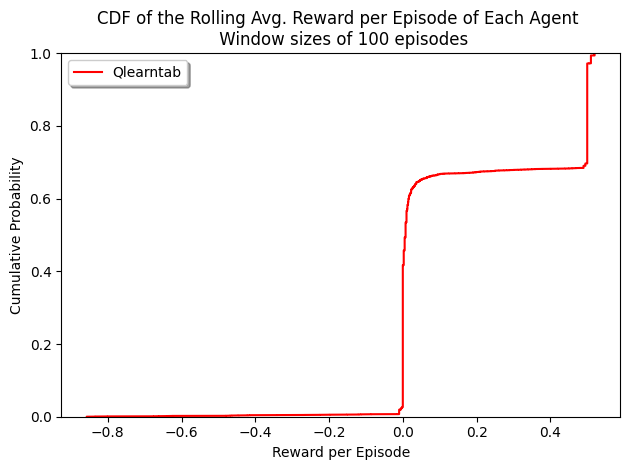 CDF of the Rolling Avg. Reward per Episode of Each Agent
Window sizes of 100 episodes
Qlearntab
Cumulative Probability
1.0
0.8
0.6
0.4
0.2
0.0
−0.8 −0.6 −0.4 −0.2 0.0 0.2 0.4
Reward per Episode